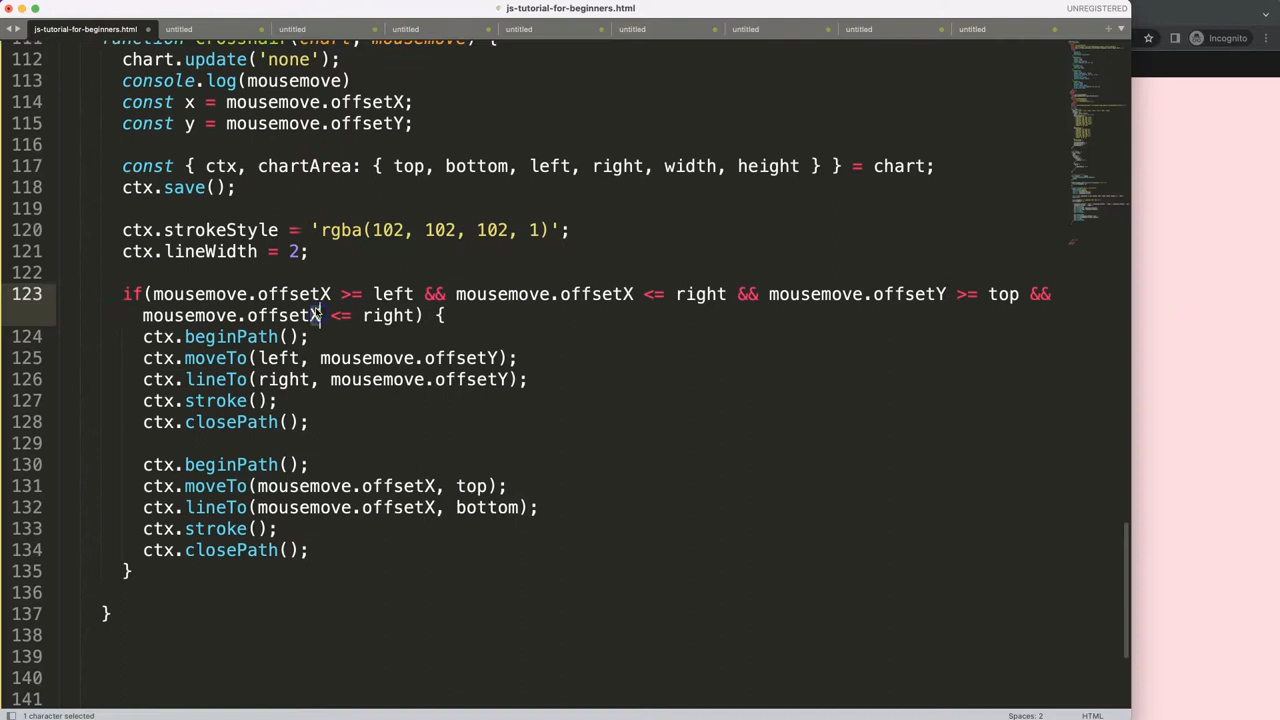 js-tutorial-for-beginners.html
UNREGISTERED
js-tutorial-for-beginners.html
untitled
untitled
untitled
untitled
untitled
untitled
untitled
untitled
Incognito
111 function crosshair(chart, mousemove) {
112 chart.update('none');
113 console.log(mousemove)
114 const x = mousemove.offsetX;
115 const y = mousemove.offsetY;
116
117 const { ctx, chartArea: { top, bottom, left, right, width, height } } = chart;
118 ctx.save();
119
120 ctx.strokeStyle = 'rgba(102, 102, 102, 1)';
121 ctx.lineWidth = 2;
122
123 if(mousemove.offsetX >= left && mousemove.offsetX <= right && mousemove.offsetY >= top &&
mousemove.offsetX <= right) {
124 ctx.beginPath();
125 ctx.moveTo(left, mousemove.offsetY);
126 ctx.lineTo(right, mousemove.offsetY);
127 ctx.stroke();
128 ctx.closePath();
129
130 ctx.beginPath();
131 ctx.moveTo(mousemove.offsetX, top);
132 ctx.lineTo(mousemove.offsetX, bottom);
133 ctx.stroke();
134 ctx.closePath();
135 }
136
137 }
138
139
140
141
1 character selected
Spaces: 2
HTML